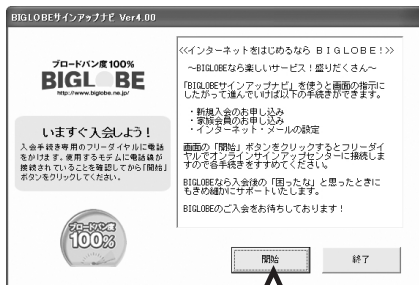 BIGLOBEサインアップナビ Ver4.00
ブロードバン度100%
BIGLOBE
http://www.biglobe.ne.jp/
いますぐ入会しよう!
入会手続き専用のフリーダイヤルに電話
をかけます。使用するモデムに電話線が
接続されていることを確認してから「開始」
ボタンをクリックしてください。
ブロードバン度
100%
<<インターネットをはじめるなら BIGLOBE!>>
~BIGLOBEなら楽しいサービス!盛りだくさん~
「BIGLOBEサインアップナビ」を使うと画面の指示に
したがって進んでいけば以下の手続きができます。
・新規入会のお申し込み
・家族会員のお申し込み
・インターネット・メールの設定
画面の「開始」ボタンをクリックするとフリーダイ
ヤルでオンラインサインアップセンターに接続しま
すので各手続きをすすめてください。
BIGLOBEなら入会後の「困ったな」と思ったときに
もきめ細かにサポートいたします。
BIGLOBEのご入会をお待ちしております!
開始
終了